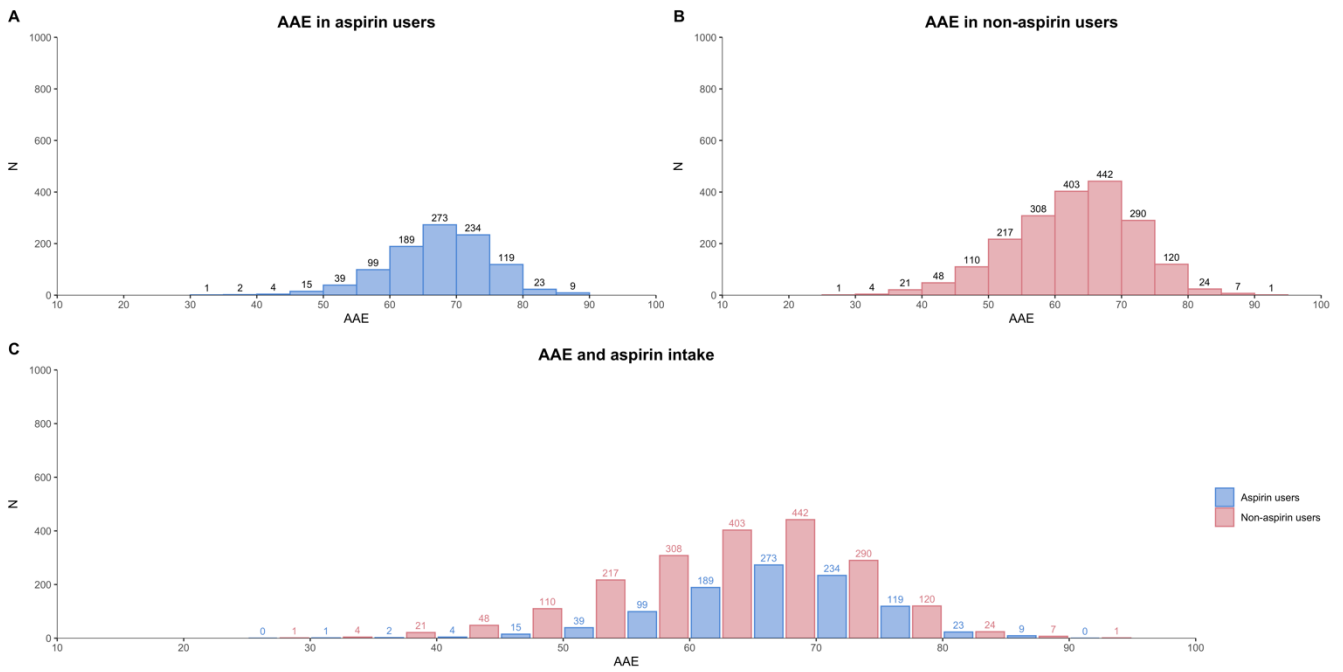 A
AAE in aspirin users
1000
800
600
400
200
0
N
1 2 4 15 39 99 189 273 234 119 23 9
10 20 30 40 50 60 70 80 90 100
AAE
B
AAE in non-aspirin users
1000
800
600
400
200
0
N
1 4 21 48 110 217 308 403 442 290 120 24 7 1
10 20 30 40 50 60 70 80 90 100
AAE
C
AAE and aspirin intake
1000
800
600
400
200
0
N
0 1 1 4 2 21 4 48 15 110 39 217 99 308 189 403 273 442 234 290 119 120 23 24 9 7 0 1
10 20 30 40 50 60 70 80 90 100
AAE
Aspirin users
Non-aspirin users